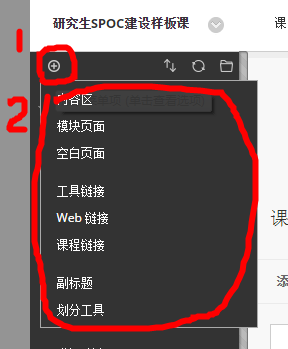 研究生SPOC建设样板课
课
1
2
内容区
模块页面
空白页面
工具链接
Web 链接
课程链接
课
副标题
添
划分工具